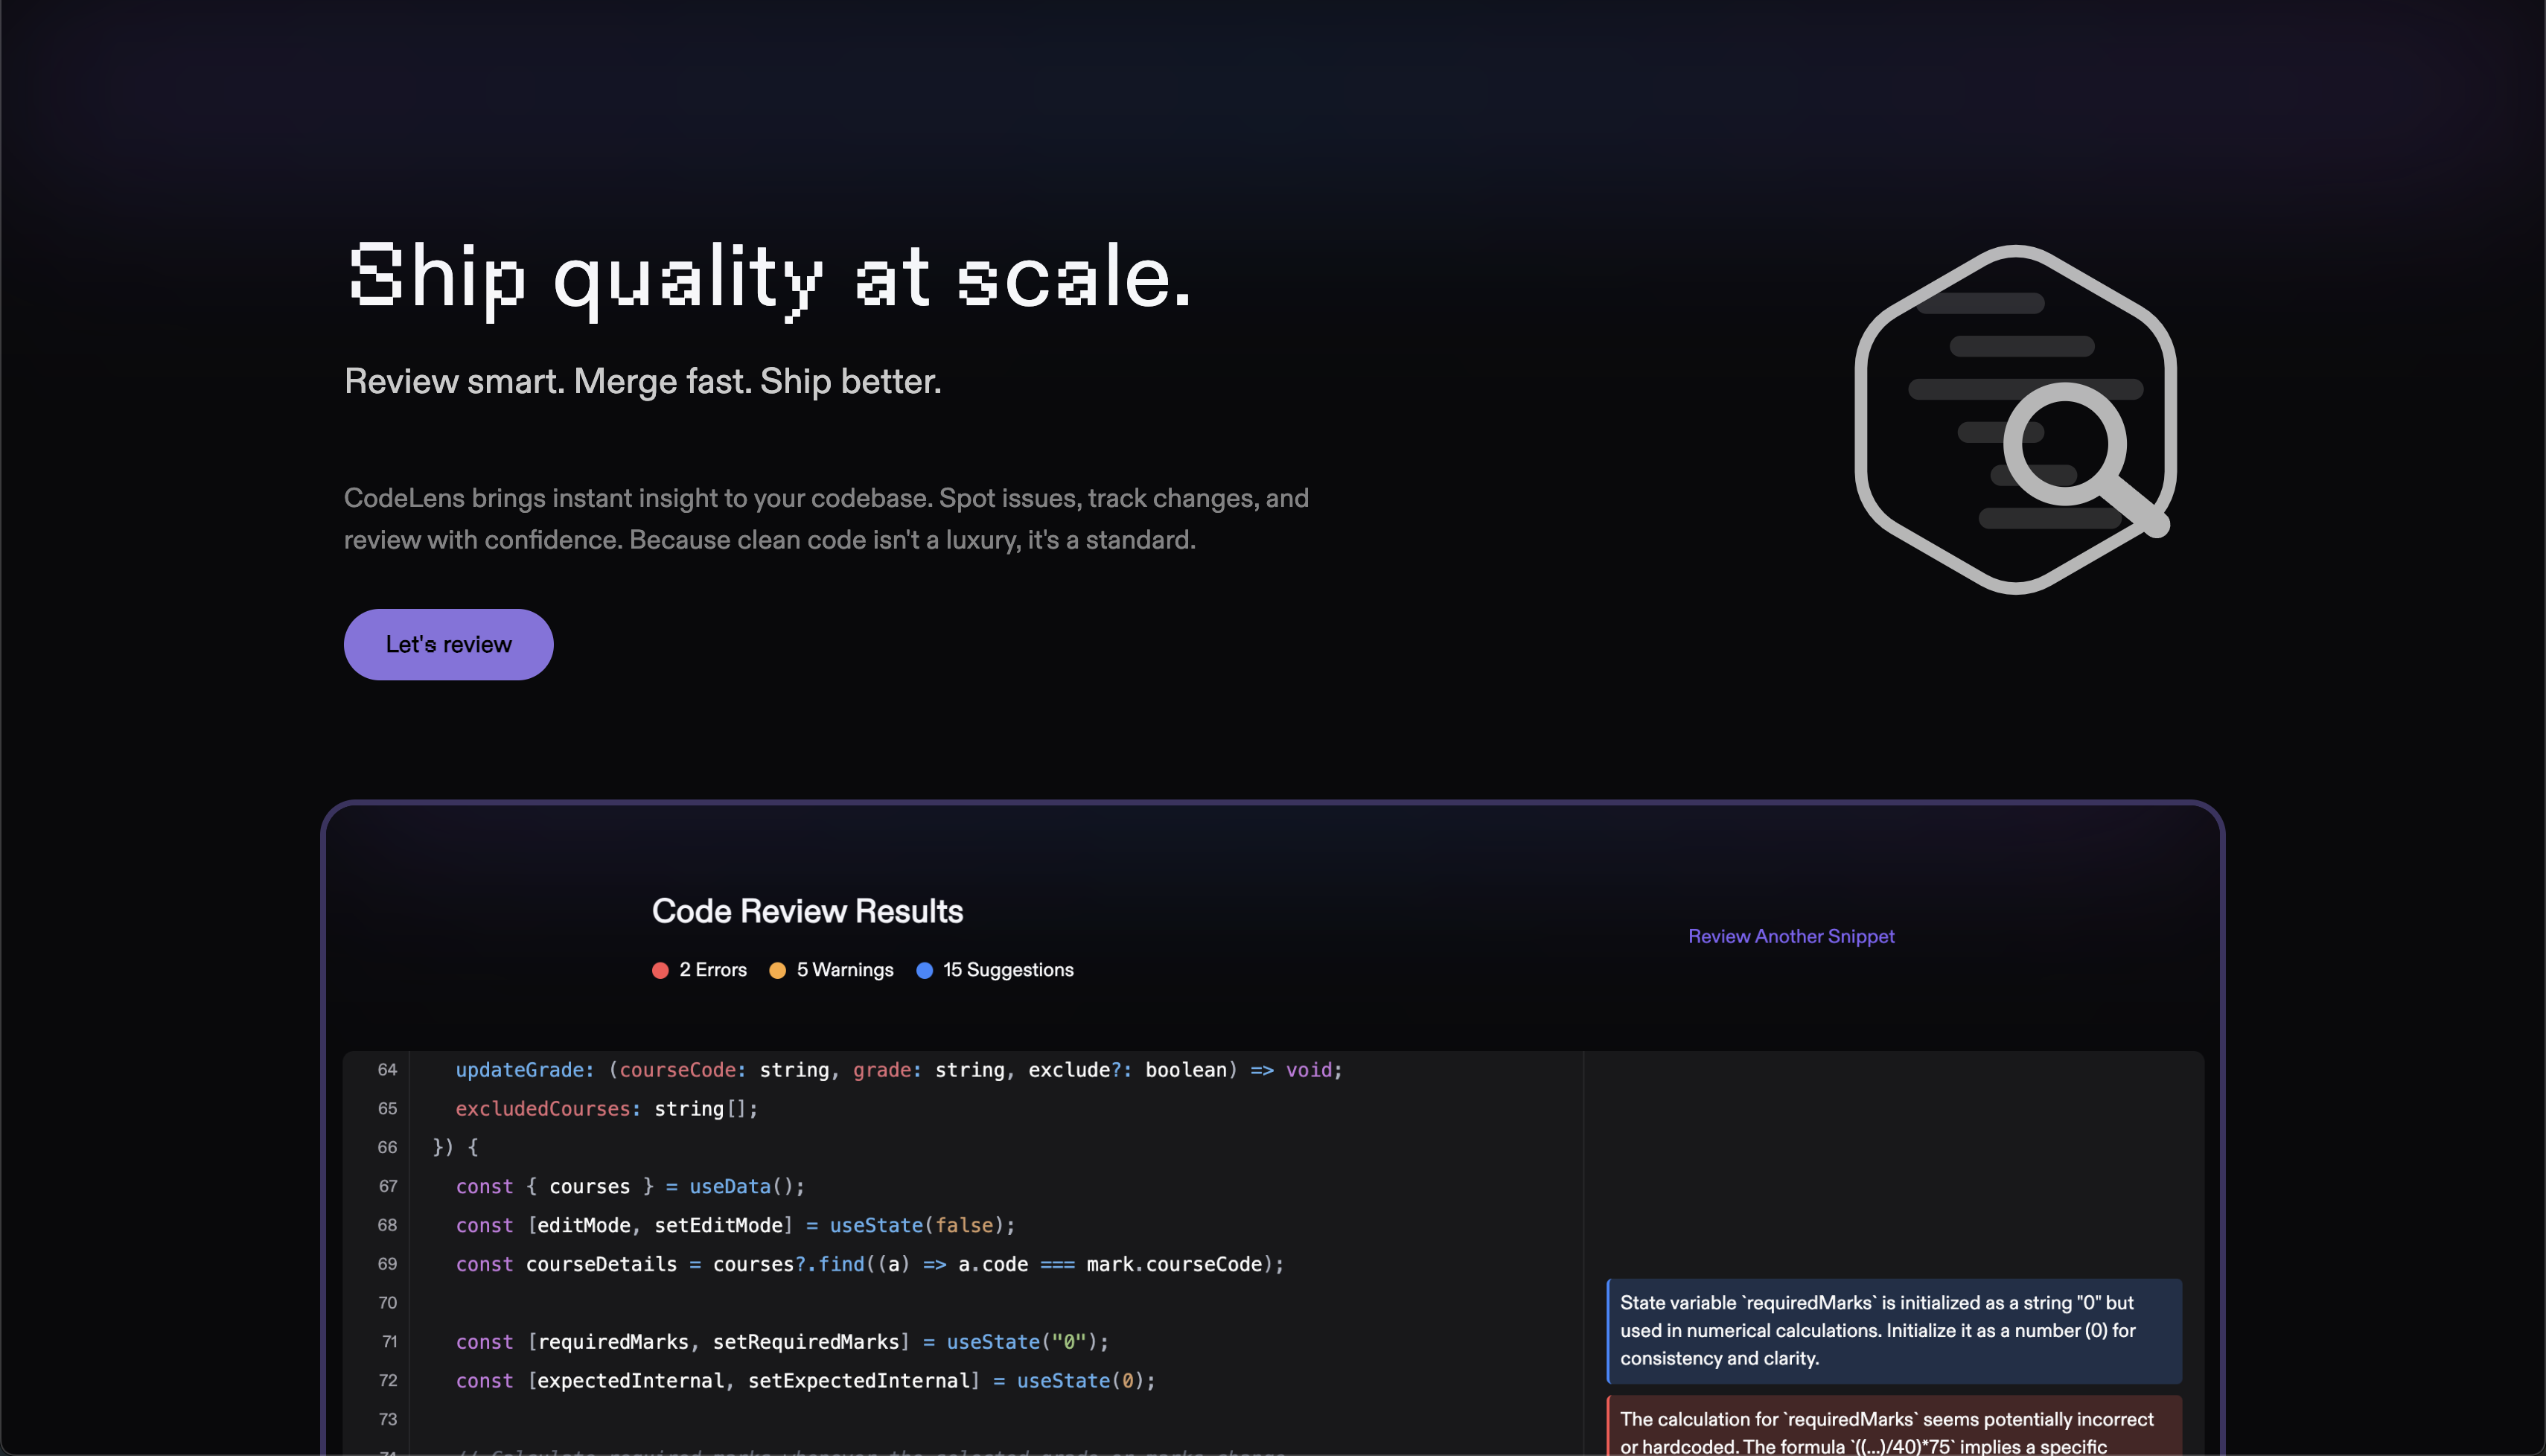 Ship quality at scale.
Review smart. Merge fast. Ship better.
CodeLens brings instant insight to your codebase. Spot issues, track changes, and
review with confidence. Because clean code isn't a luxury, it's a standard.
Let's review
Code Review Results
Review Another Snippet
2 Errors 5 Warnings 15 Suggestions
64 updateGrade: (courseCode: string, grade: string, exclude?: boolean) => void;
65 excludedCourses: string[];
66 }) {
67 const { courses } = useData();
68 const [editMode, setEditMode] = useState(false);
69 const courseDetails = courses?.find((a) => a.code === mark.courseCode);
70
71 const [requiredMarks, setRequiredMarks] = useState("0");
72 const [expectedInternal, setExpectedInternal] = useState(0);
73
State variable `requiredMarks` is initialized as a string "0" but
used in numerical calculations. Initialize it as a number (0) for
consistency and clarity.
The calculation for `requiredMarks` seems potentially incorrect
or hardcoded. The formula `((...)/40)*75` implies a specific